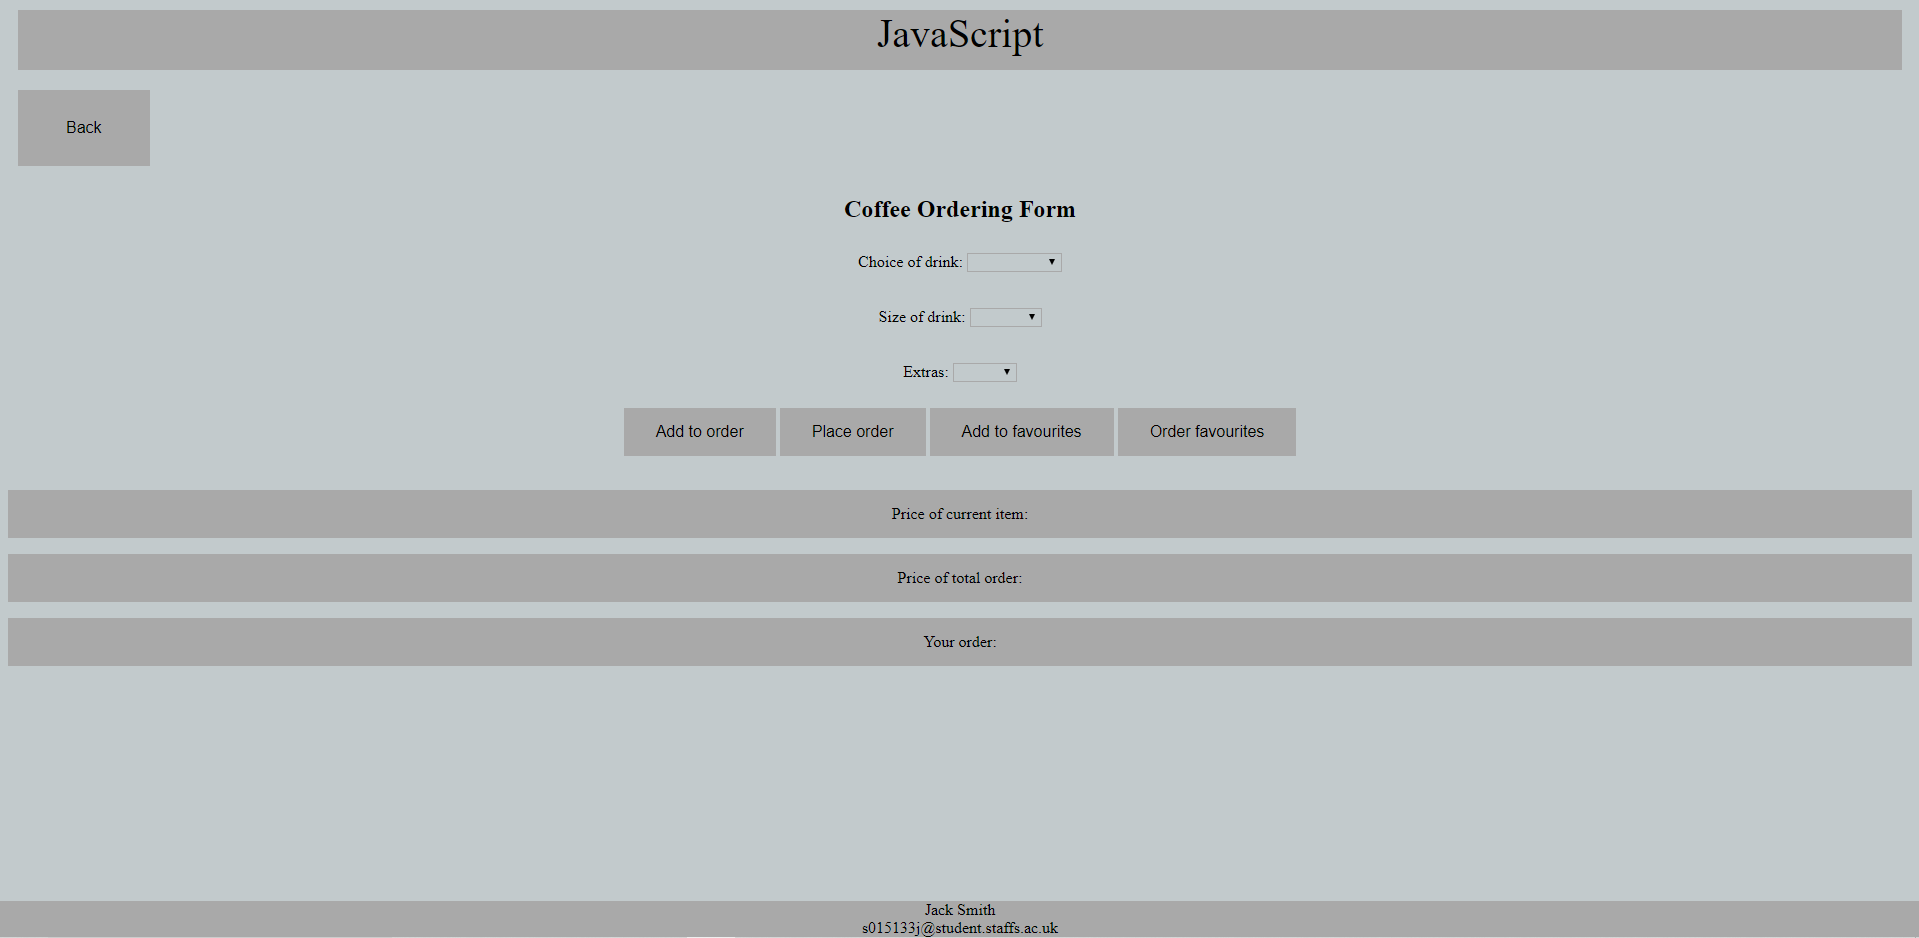 JavaScript
Back
Coffee Ordering Form
Choice of drink:
Size of drink:
Extras:
Add to order Place order Add to favourites Order favourites
Price of current item:
Price of total order:
Your order:
Jack Smith
s015133j@student.staffs.ac.uk